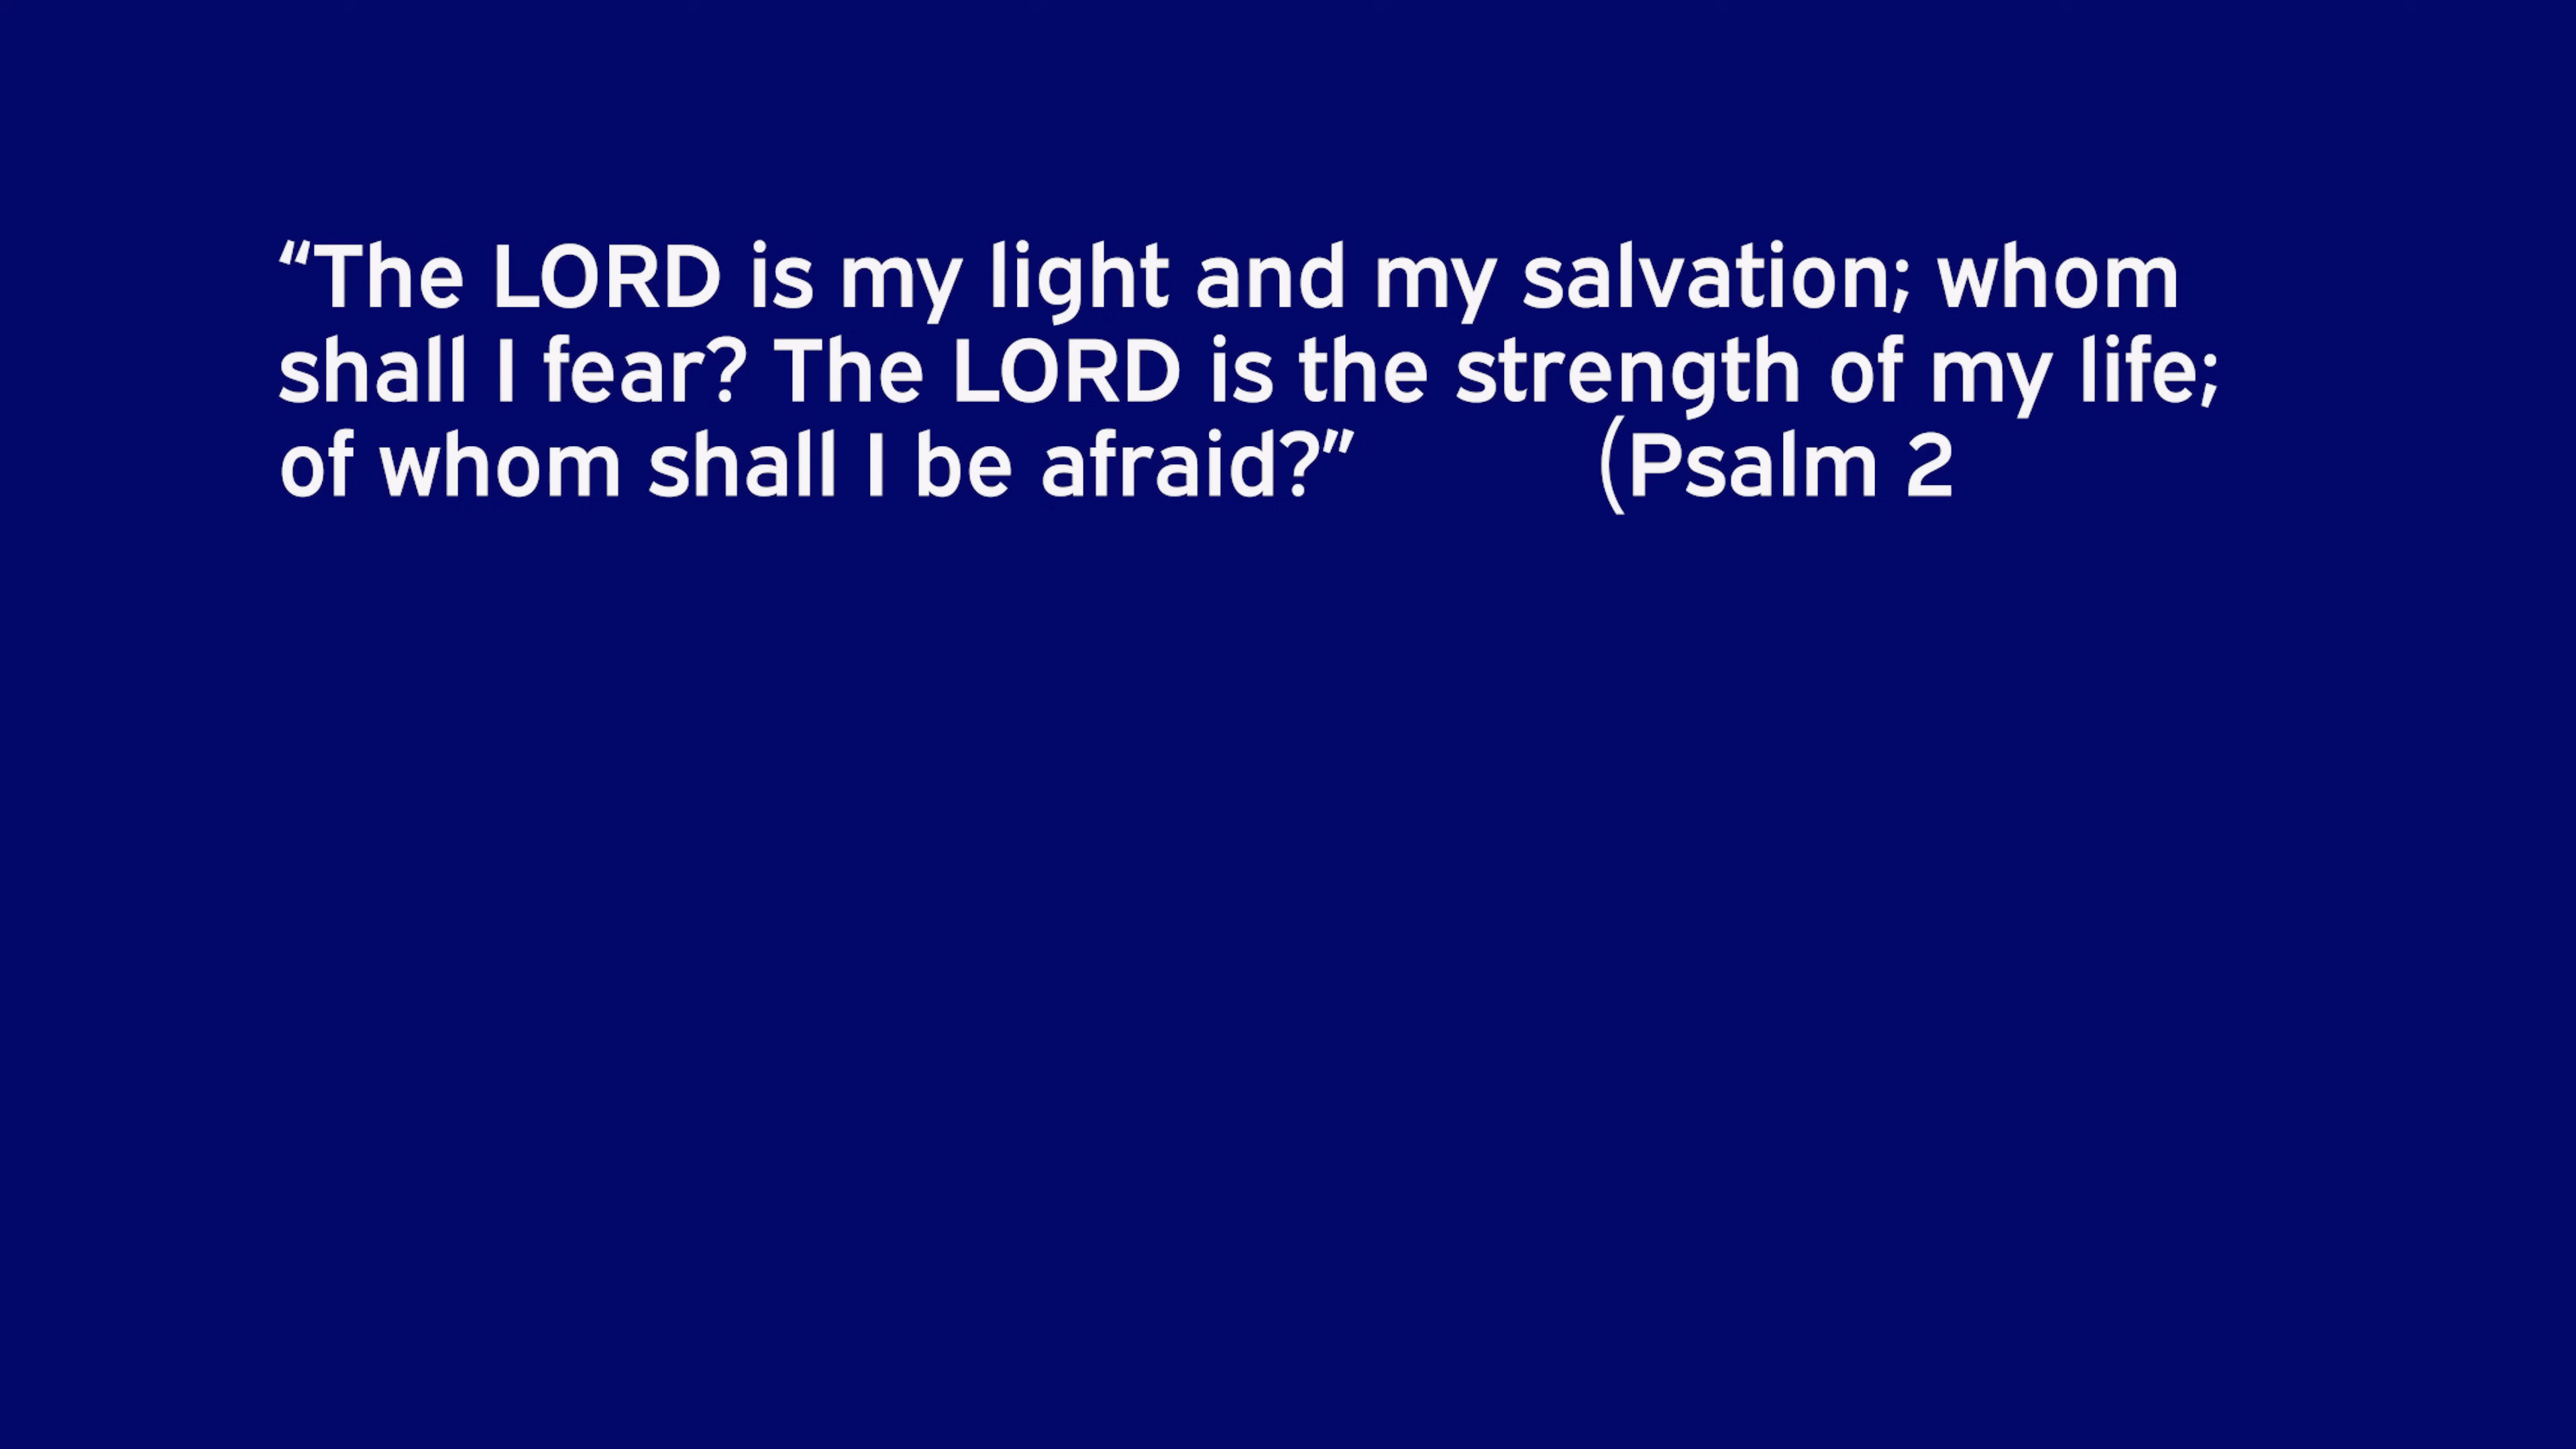 “The LORD is my light and my salvation; whom
shall I fear? The LORD is the strength of my life;
of whom shall I be afraid?” (Psalm 2